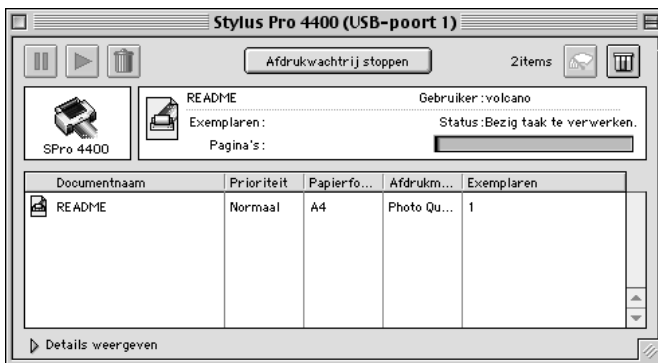 Stylus Pro 4400 (USB-poort 1)
Afdrukwachtrij stoppen
2items
SPro 4400
README
Gebruiker :volcano
Exemplaren :
Status :Bezig taak te verwerken.
Pagina's :
Documentnaam Prioriteit Papierfo... Afdrukm... Exemplaren
README Normaal A4 Photo Qu... 1
Details weergeven